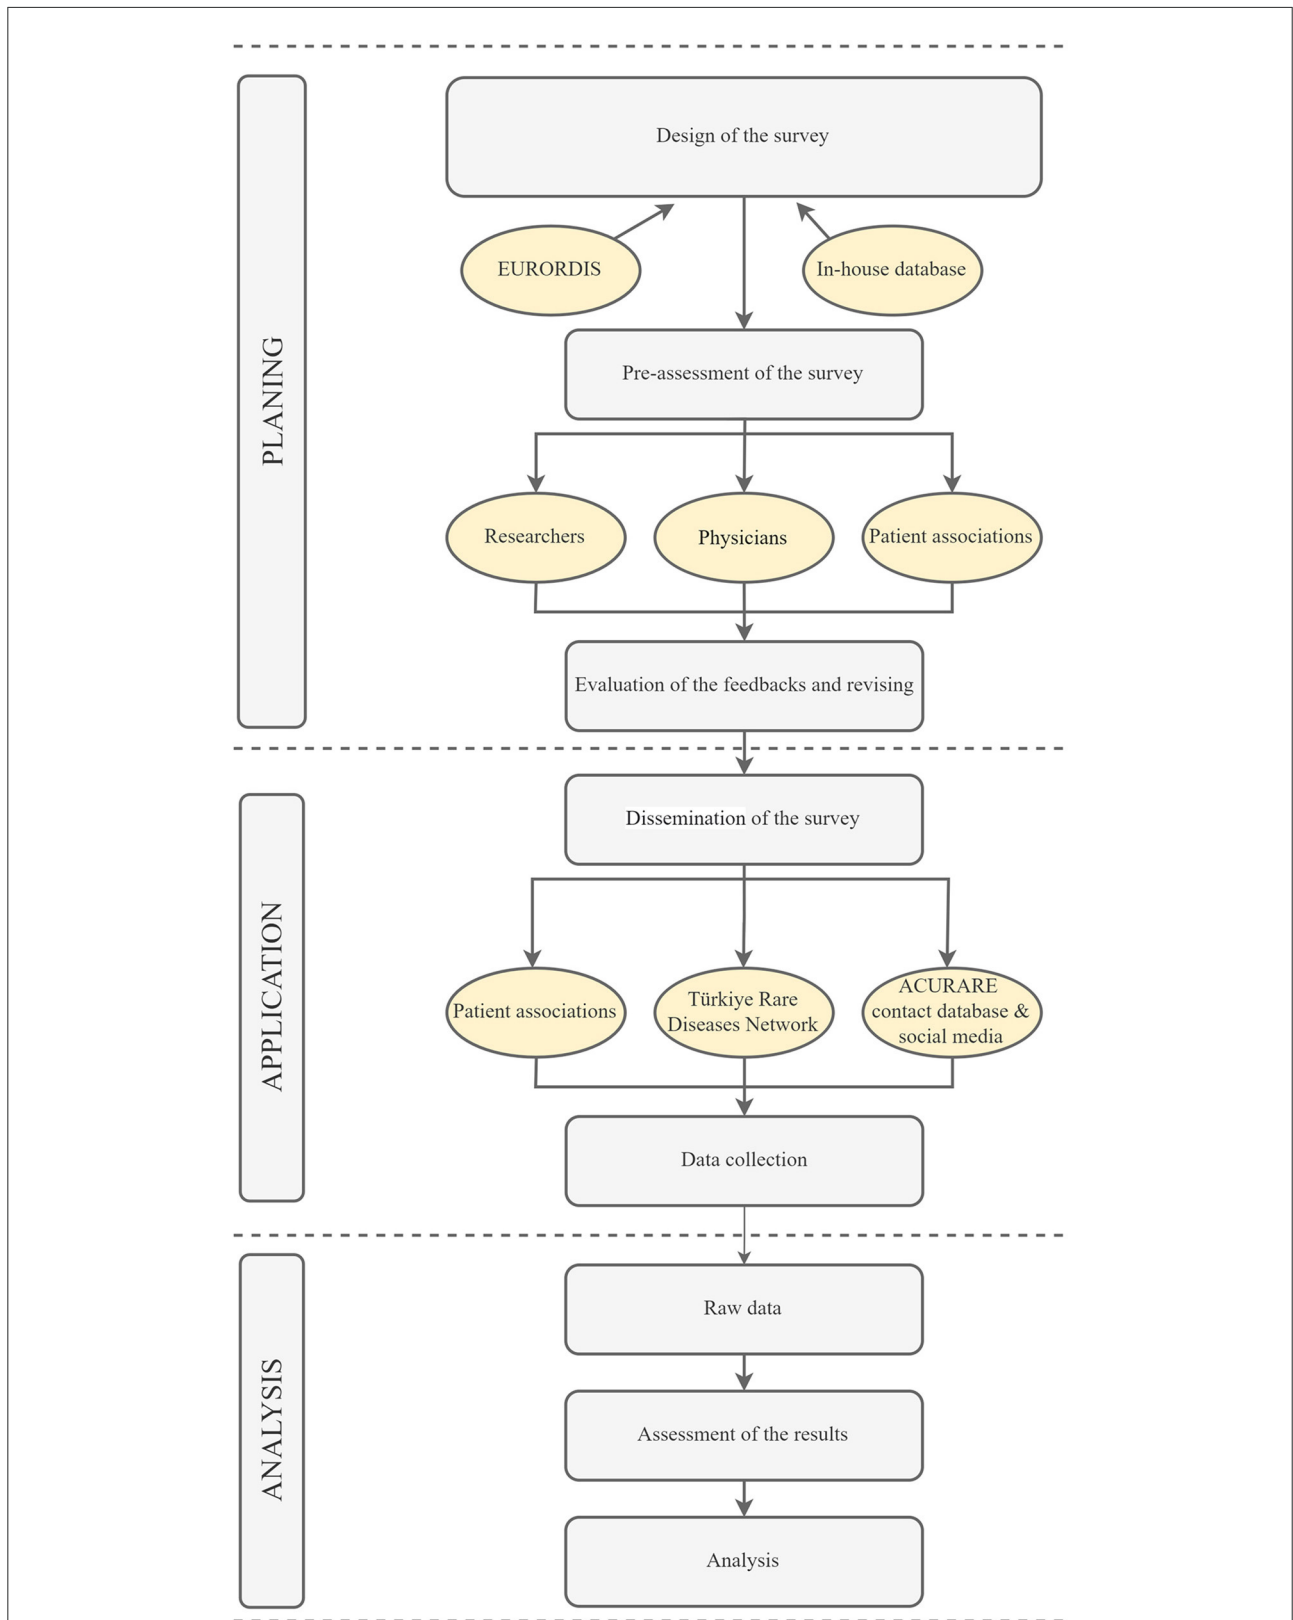 PLANING
Design of the survey
EURORDIS
In-house database
Pre-assessment of the survey
Researchers
Physicians
Patient associations
Evaluation of the feedbacks and revising
APPLICATION
Dissemination of the survey
Patient associations
Türkiye Rare
Diseases Network
ACURARE
contact database &
social media
Data collection
ANALYSIS
Raw data
Assessment of the results
Analysis